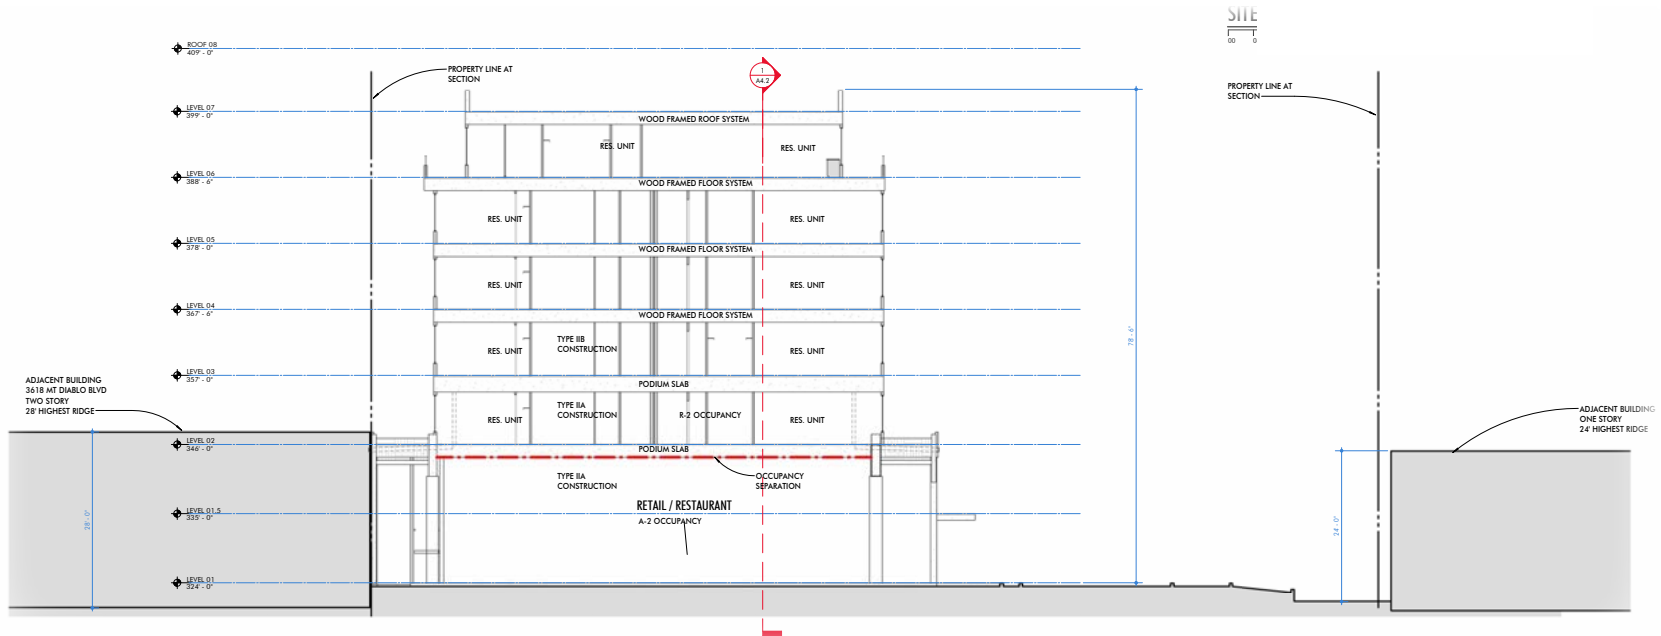 SITE
00 0
ROOF 08
409' - 0"
PROPERTY LINE AT
SECTION
1
A4.2
PROPERTY LINE AT
SECTION
LEVEL 07
399' - 0"
WOOD FRAMED ROOF SYSTEM
RES. UNIT
RES. UNIT
LEVEL 06
388' - 6"
WOOD FRAMED FLOOR SYSTEM
RES. UNIT
RES. UNIT
LEVEL 05
378' - 0"
WOOD FRAMED FLOOR SYSTEM
RES. UNIT
RES. UNIT
LEVEL 04
367' - 6"
WOOD FRAMED FLOOR SYSTEM
78' - 6"
TYPE IIB
CONSTRUCTION
RES. UNIT
RES. UNIT
LEVEL 03
357' - 0"
PODIUM SLAB
ADJACENT BUILDING
3618 MT DIABLO BLVD
TWO STORY
28' HIGHEST RIDGE
TYPE IIA
CONSTRUCTION
RES. UNIT
R-2 OCCUPANCY
RES. UNIT
ADJACENT BUILDING
ONE STORY
24' HIGHEST RIDGE
LEVEL 02
346' - 0"
PODIUM SLAB
TYPE IIA
CONSTRUCTION
OCCUPANCY
SEPARATION
RETAIL / RESTAURANT
A-2 OCCUPANCY
LEVEL 01.5
335' - 0"
28' - 0"
24' - 0"
LEVEL 01
324' - 0"